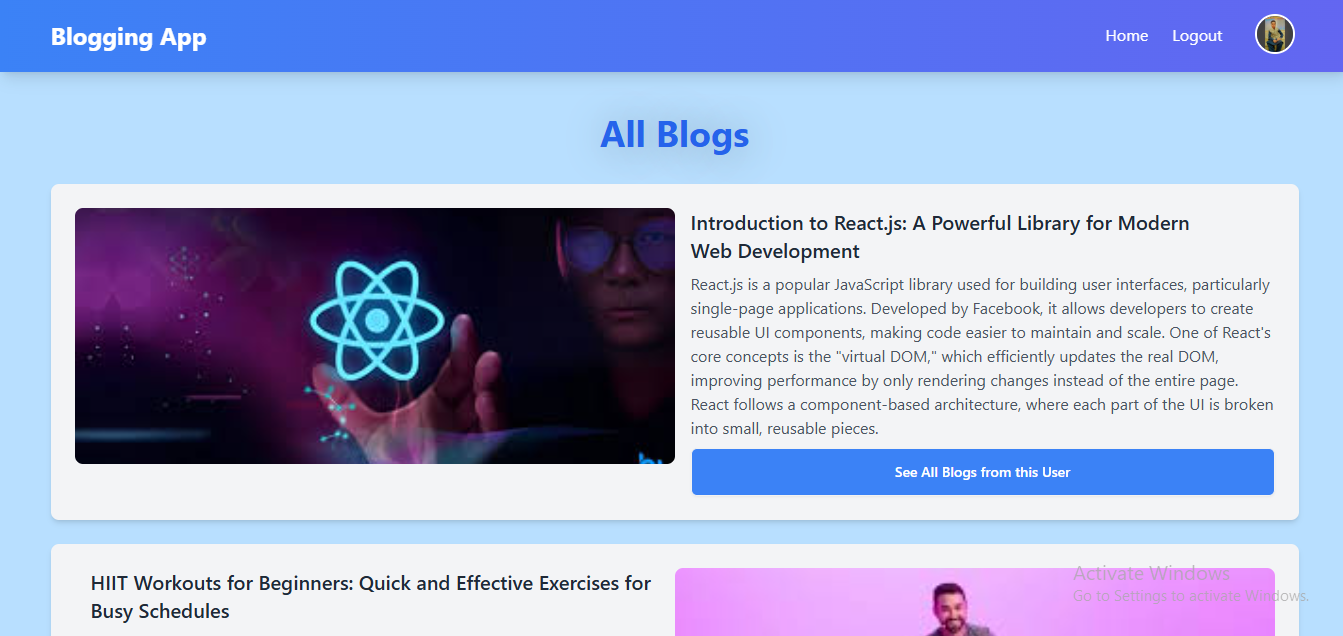 Blogging App
Home
Logout
All Blogs
Introduction to React.js: A Powerful Library for Modern
Web Development
React.js is a popular JavaScript library used for building user interfaces, particularly
single-page applications. Developed by Facebook, it allows developers to create
reusable UI components, making code easier to maintain and scale. One of React's
core concepts is the "virtual DOM," which efficiently updates the real DOM,
improving performance by only rendering changes instead of the entire page.
React follows a component-based architecture, where each part of the UI is broken
into small, reusable pieces.
See All Blogs from this User
HIIT Workouts for Beginners: Quick and Effective Exercises for
Busy Schedules
Activate Windows
Go to Settings to activate Windows.